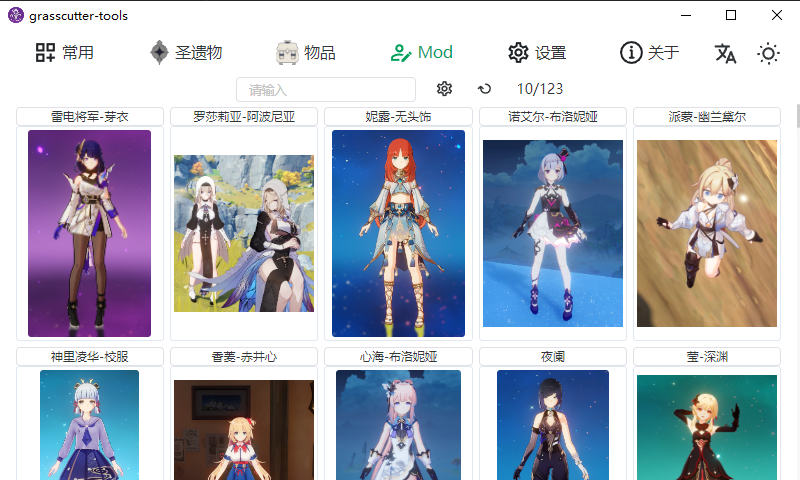 grasscutter-tools
常用 圣遗物 物品 Mod 设置 关于
请输入 10/123
雷电将军-芽衣 罗莎莉亚-阿波尼亚 妮露-无头饰 诺艾尔-布洛妮娅 派蒙-幽兰黛尔
神里凌华-校服 香菱-赤井心 心海-布洛妮娅 夜阑 莹-深渊